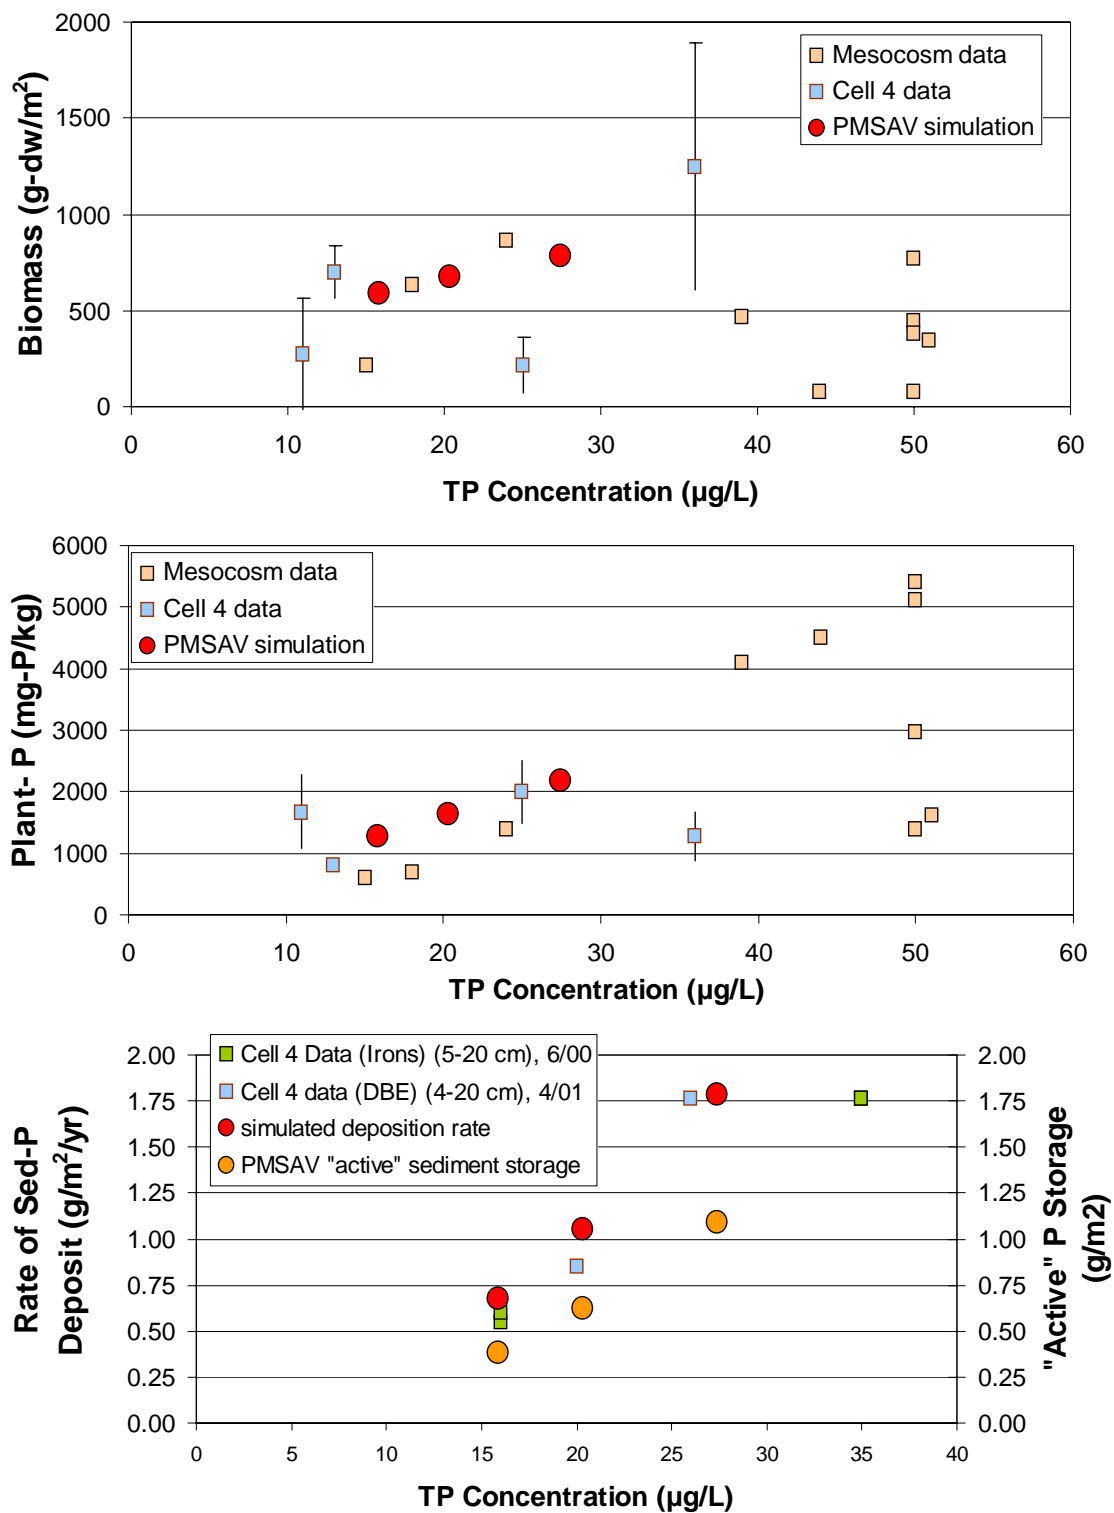 2000
1500
1000
500
0
Biomass (g-dw/m²)
Mesocosm data
Cell 4 data
PMSAV simulation
0 10 20 30 40 50 60
TP Concentration (µg/L)
6000
5000
4000
3000
2000
1000
0
Plant- P (mg-P/kg)
Mesocosm data
Cell 4 data
PMSAV simulation
0 10 20 30 40 50 60
TP Concentration (µg/L)
Rate of Sed-P
Deposit (g/m²/yr)
2.00
1.75
1.50
1.25
1.00
0.75
0.50
0.25
0.00
Cell 4 Data (Irons) (5-20 cm), 6/00
Cell 4 data (DBE) (4-20 cm), 4/01
simulated deposition rate
PMSAV "active" sediment storage
2.00
1.75
1.50
1.25
1.00
0.75
0.50
0.25
0.00
"Active" P Storage
(g/m2)
0 5 10 15 20 25 30 35 40
TP Concentration (µg/L)